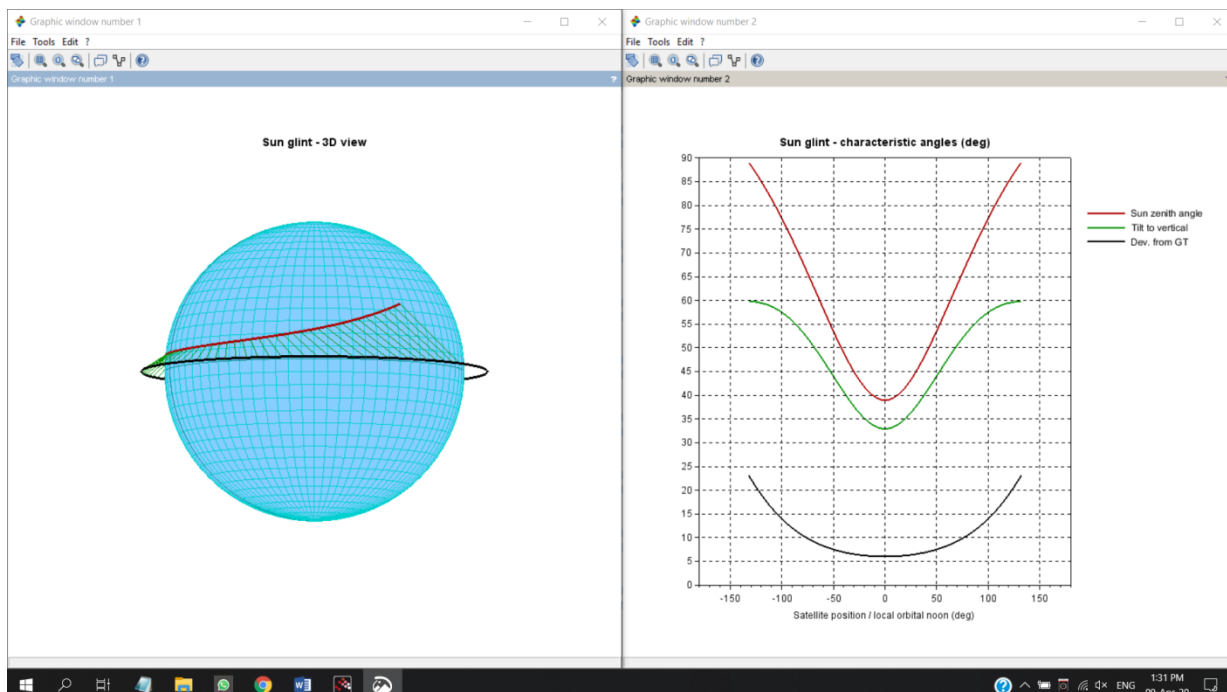 Graphic window number 1
File Tools Edit ?
Graphic window number 1 ?
Sun glint - 3D view
Graphic window number 2
File Tools Edit ?
Graphic window number 2
Sun glint - characteristic angles (deg)
90
85
80
75
70
65
60
55
50
45
40
35
30
25
20
15
10
5
0
-150 -100 -50 0 50 100 150
Satellite position / local orbital noon (deg)
Sun zenith angle
Tilt to vertical
Dev. from GT
ENG
1:31 PM